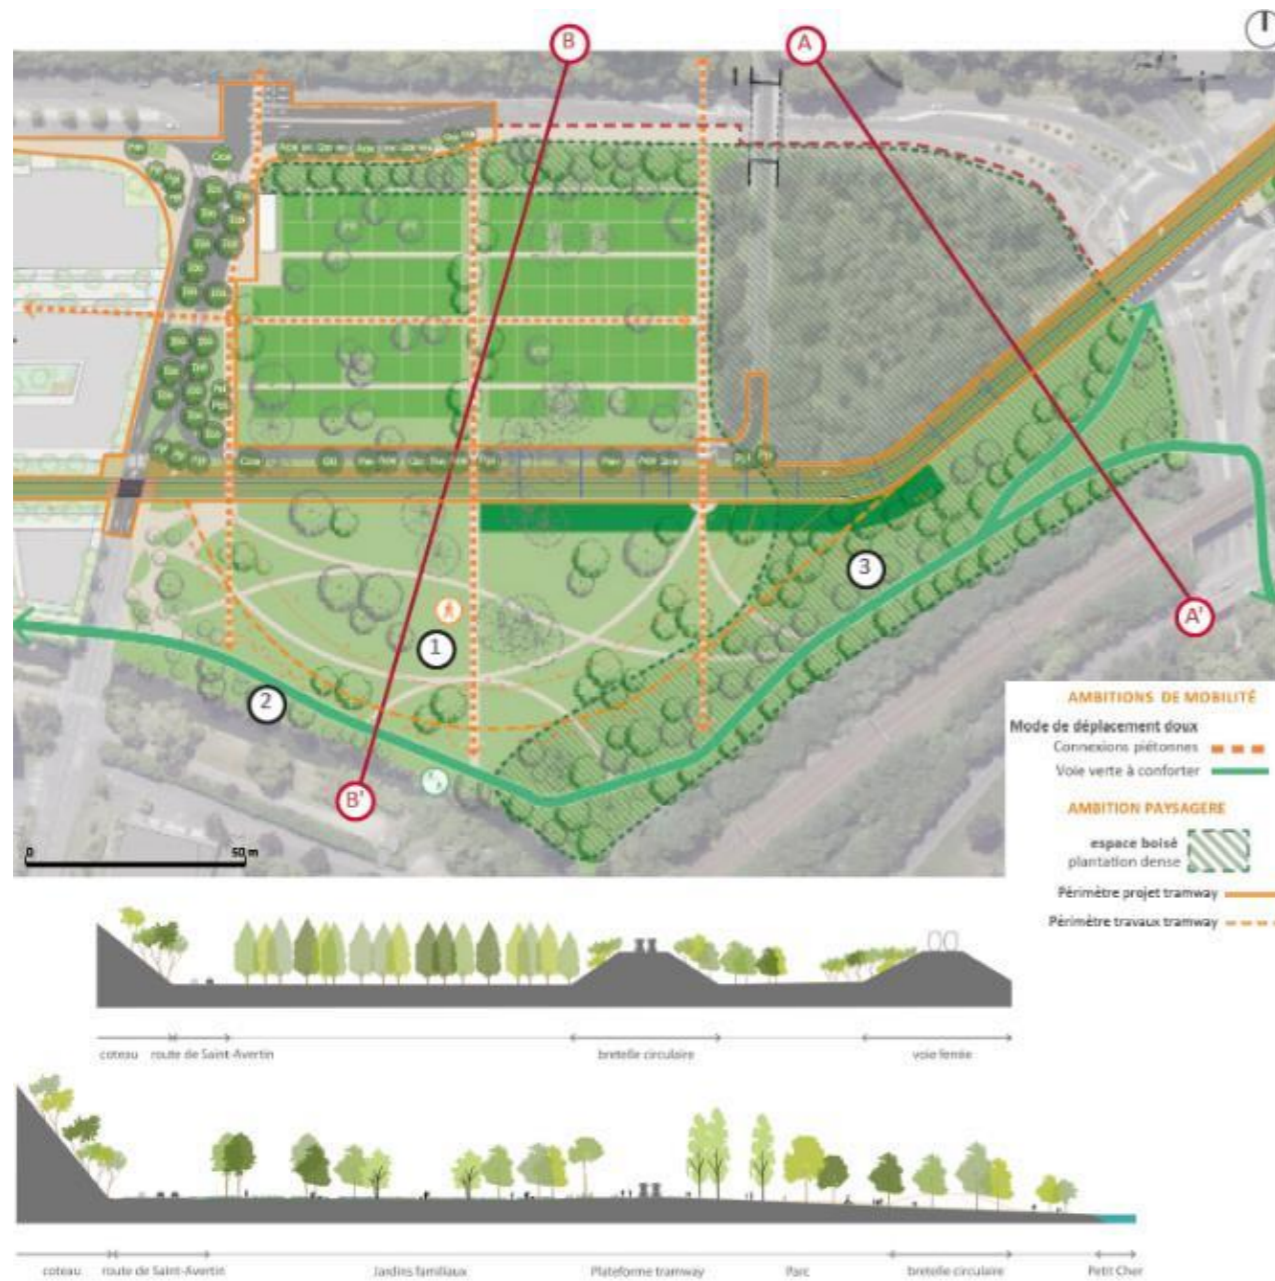 B
A
1
2
3
A'
B'
0
50 m
AMBITIONS DE MOBILITÉ
Mode de déplacement doux
Connexions piétonnes
Voie verte à conforter
AMBITION PAYSAGERE
espace boisé
plantation dense
Périmètre projet tramway
Périmètre travaux tramway
coteau route de Saint-Avertin bretelle circulaire voie ferrée
coteau route de Saint-Avertin Jardins familiaux Plateforme tramway Parc bretelle circulaire Petit Cher